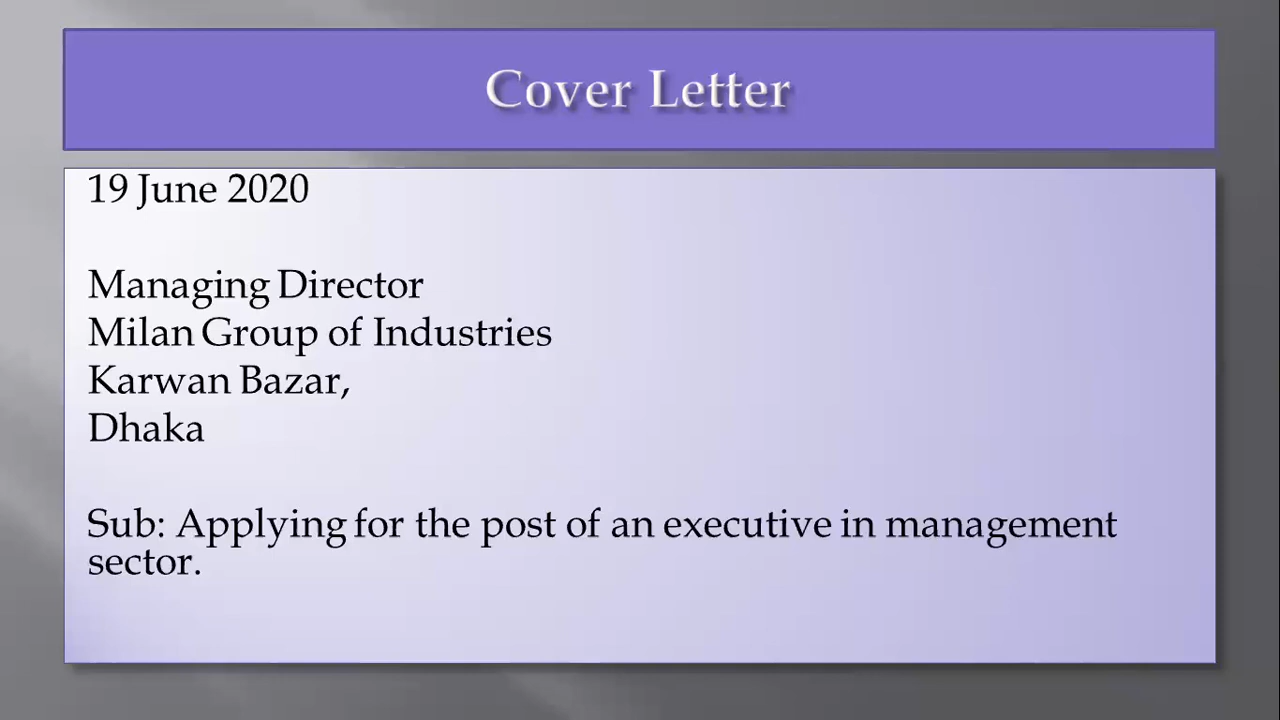 Cover Letter
19 June 2020
Managing Director
Milan Group of Industries
Karwan Bazar,
Dhaka
Sub: Applying for the post of an executive in management
sector.